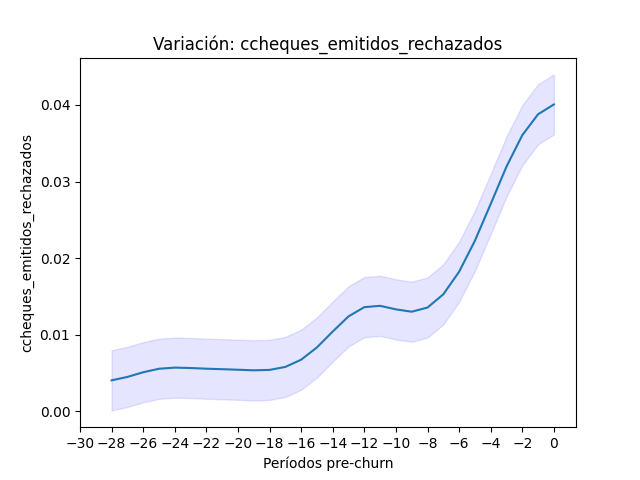 Variación: ccheques_emitidos_rechazados
ccheques_emitidos_rechazados
0.04
0.03
0.02
0.01
0.00
−30 −28 −26 −24 −22 −20 −18 −16 −14 −12 −10 −8 −6 −4 −2 0
Períodos pre-churn